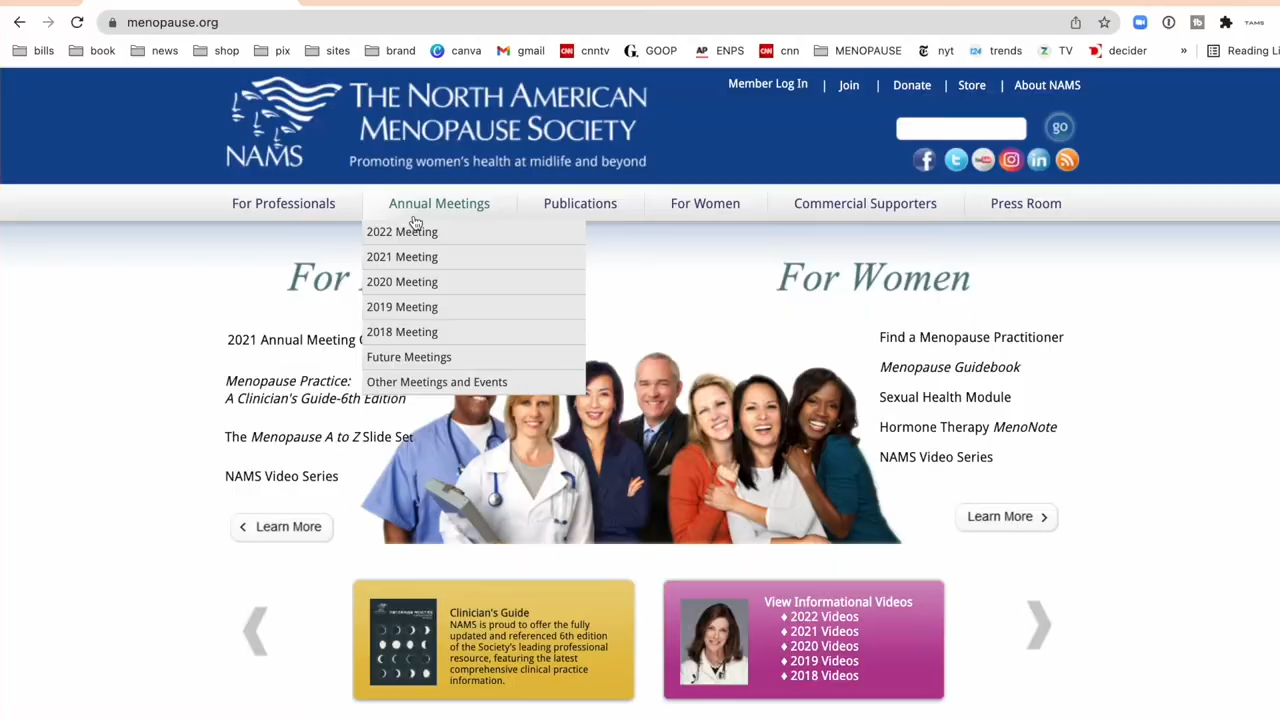 menopause.org
TAMS
bills
book
news
shop
pix
sites
brand
canva
gmail
cnntv
GOOP
ENPS
cnn
MENOPAUSE
nyt
trends
TV
decider
»
Reading Li
NAMS
THE NORTH AMERICAN
MENOPAUSE SOCIETY
Promoting women's health at midlife and beyond
Member Log In | Join | Donate | Store | About NAMS
go
For Professionals
Annual Meetings
Publications
For Women
Commercial Supporters
Press Room
2022 Meeting
2021 Meeting
2020 Meeting
2019 Meeting
2018 Meeting
Future Meetings
Other Meetings and Events
For
2021 Annual Meeting
Menopause Practice:
A Clinician's Guide-6th Edition
The Menopause A to Z Slide Set
NAMS Video Series
Learn More
For Women
Find a Menopause Practitioner
Menopause Guidebook
Sexual Health Module
Hormone Therapy MenoNote
NAMS Video Series
Learn More
Clinician's Guide
NAMS is proud to offer the fully
updated and referenced 6th edition
of the Society's leading professional
resource, featuring the latest
comprehensive clinical practice
information.
View Informational Videos
♦ 2022 Videos
♦ 2021 Videos
♦ 2020 Videos
♦ 2019 Videos
♦ 2018 Videos